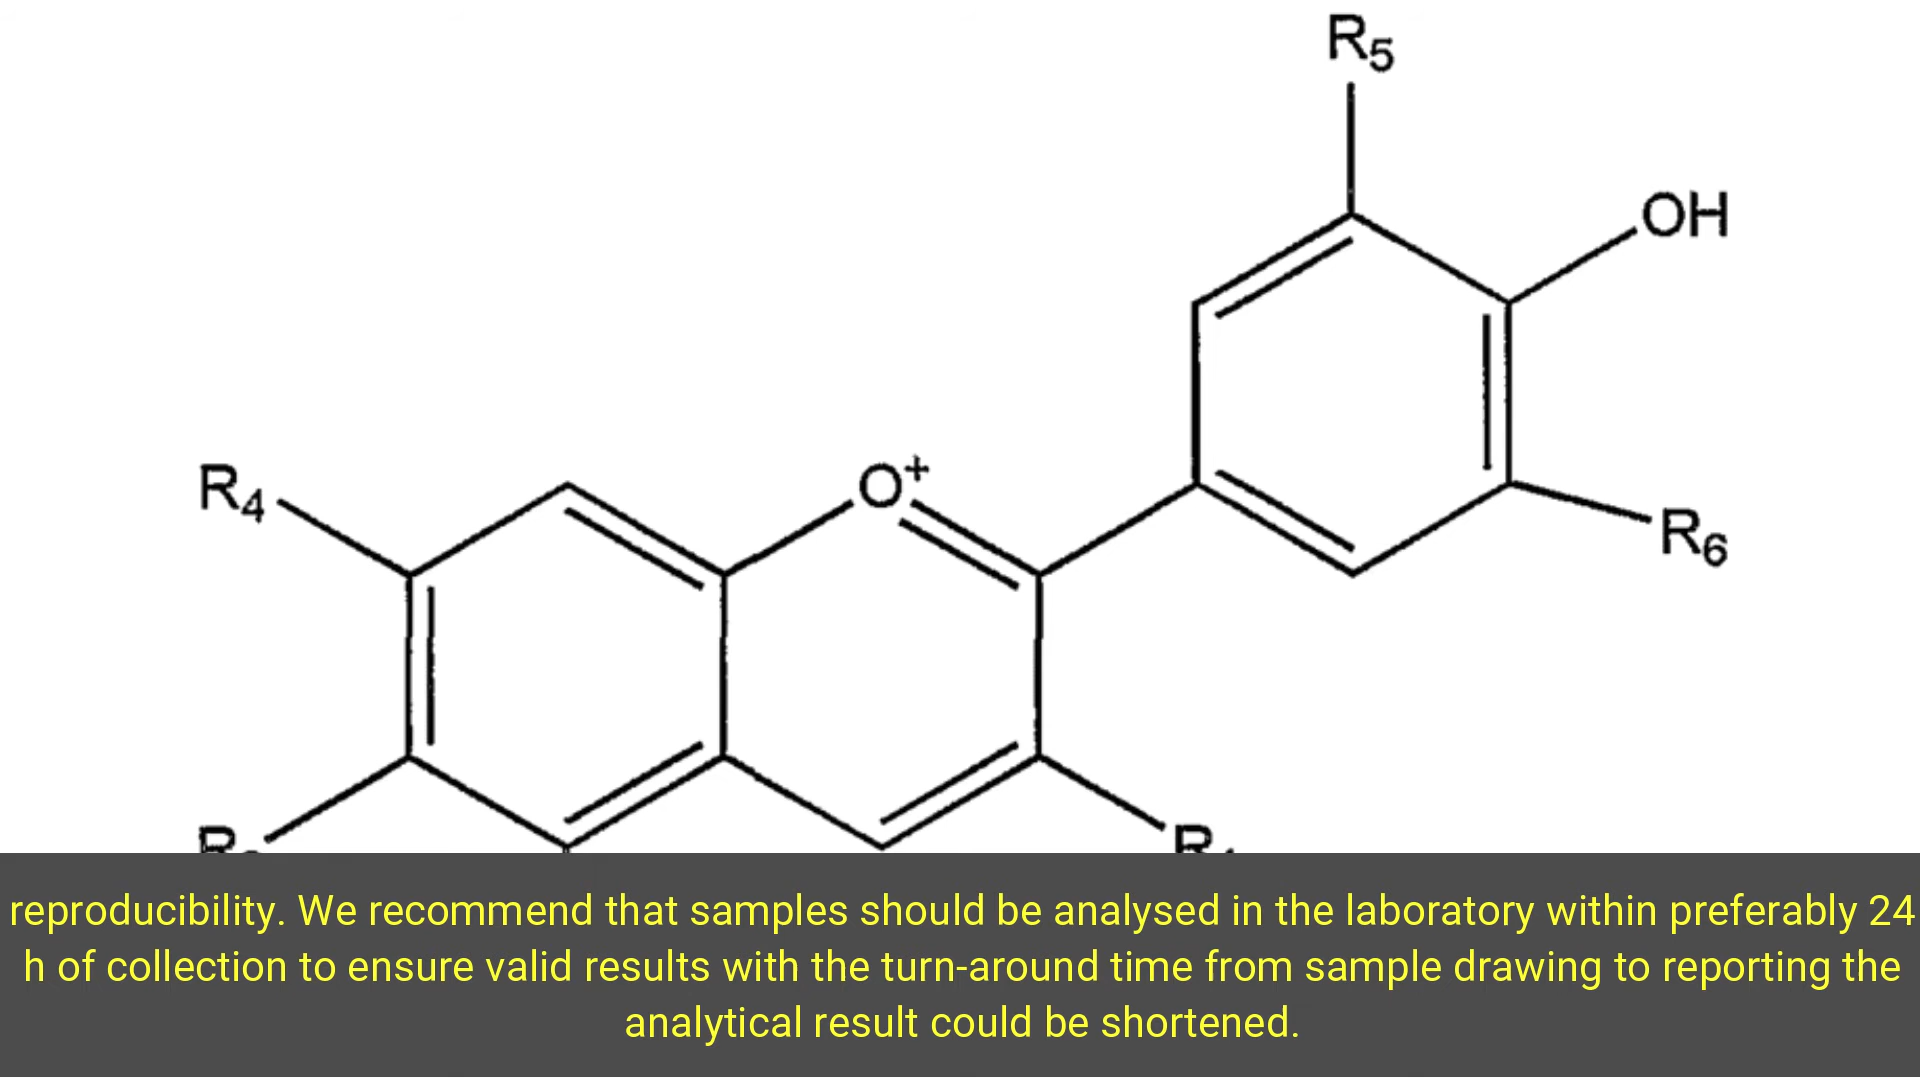 R5
OH
R4
O+
R6
reproducibility. We recommend that samples should be analysed in the laboratory within preferably 24
h of collection to ensure valid results with the turn-around time from sample drawing to reporting the
analytical result could be shortened.